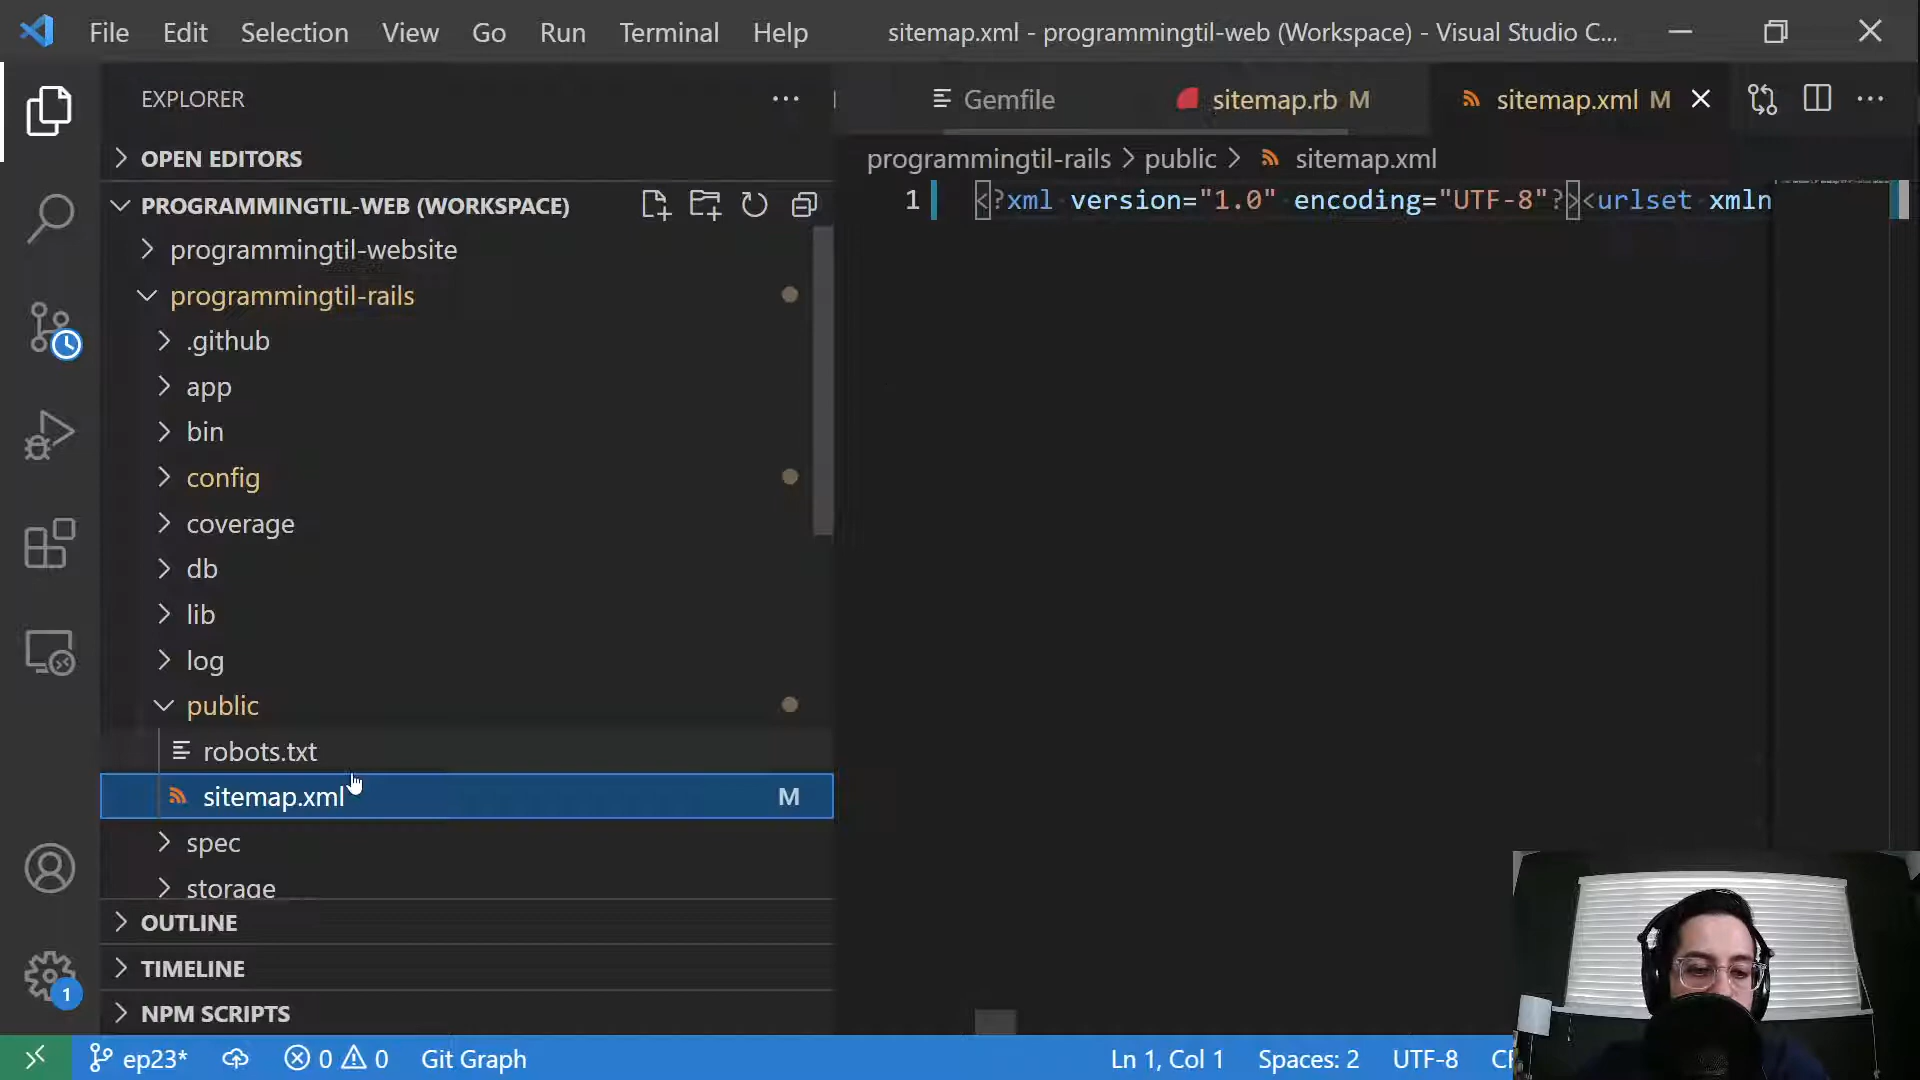 File Edit Selection View Go Run Terminal Help sitemap.xml - programmingtil-web (Workspace) - Visual Studio C...
EXPLORER
Gemfile sitemap.rb M sitemap.xml M
OPEN EDITORS
programmingtil-rails > public > sitemap.xml
PROGRAMMINGTIL-WEB (WORKSPACE)
1 <?xml version="1.0" encoding="UTF-8"?><urlset xmln
programmingtil-website
programmingtil-rails
.github
app
bin
config
coverage
db
lib
log
public
robots.txt
sitemap.xml M
spec
storage
OUTLINE
TIMELINE
1
NPM SCRIPTS
ep23* 0 0 Git Graph Ln 1, Col 1 Spaces: 2 UTF-8